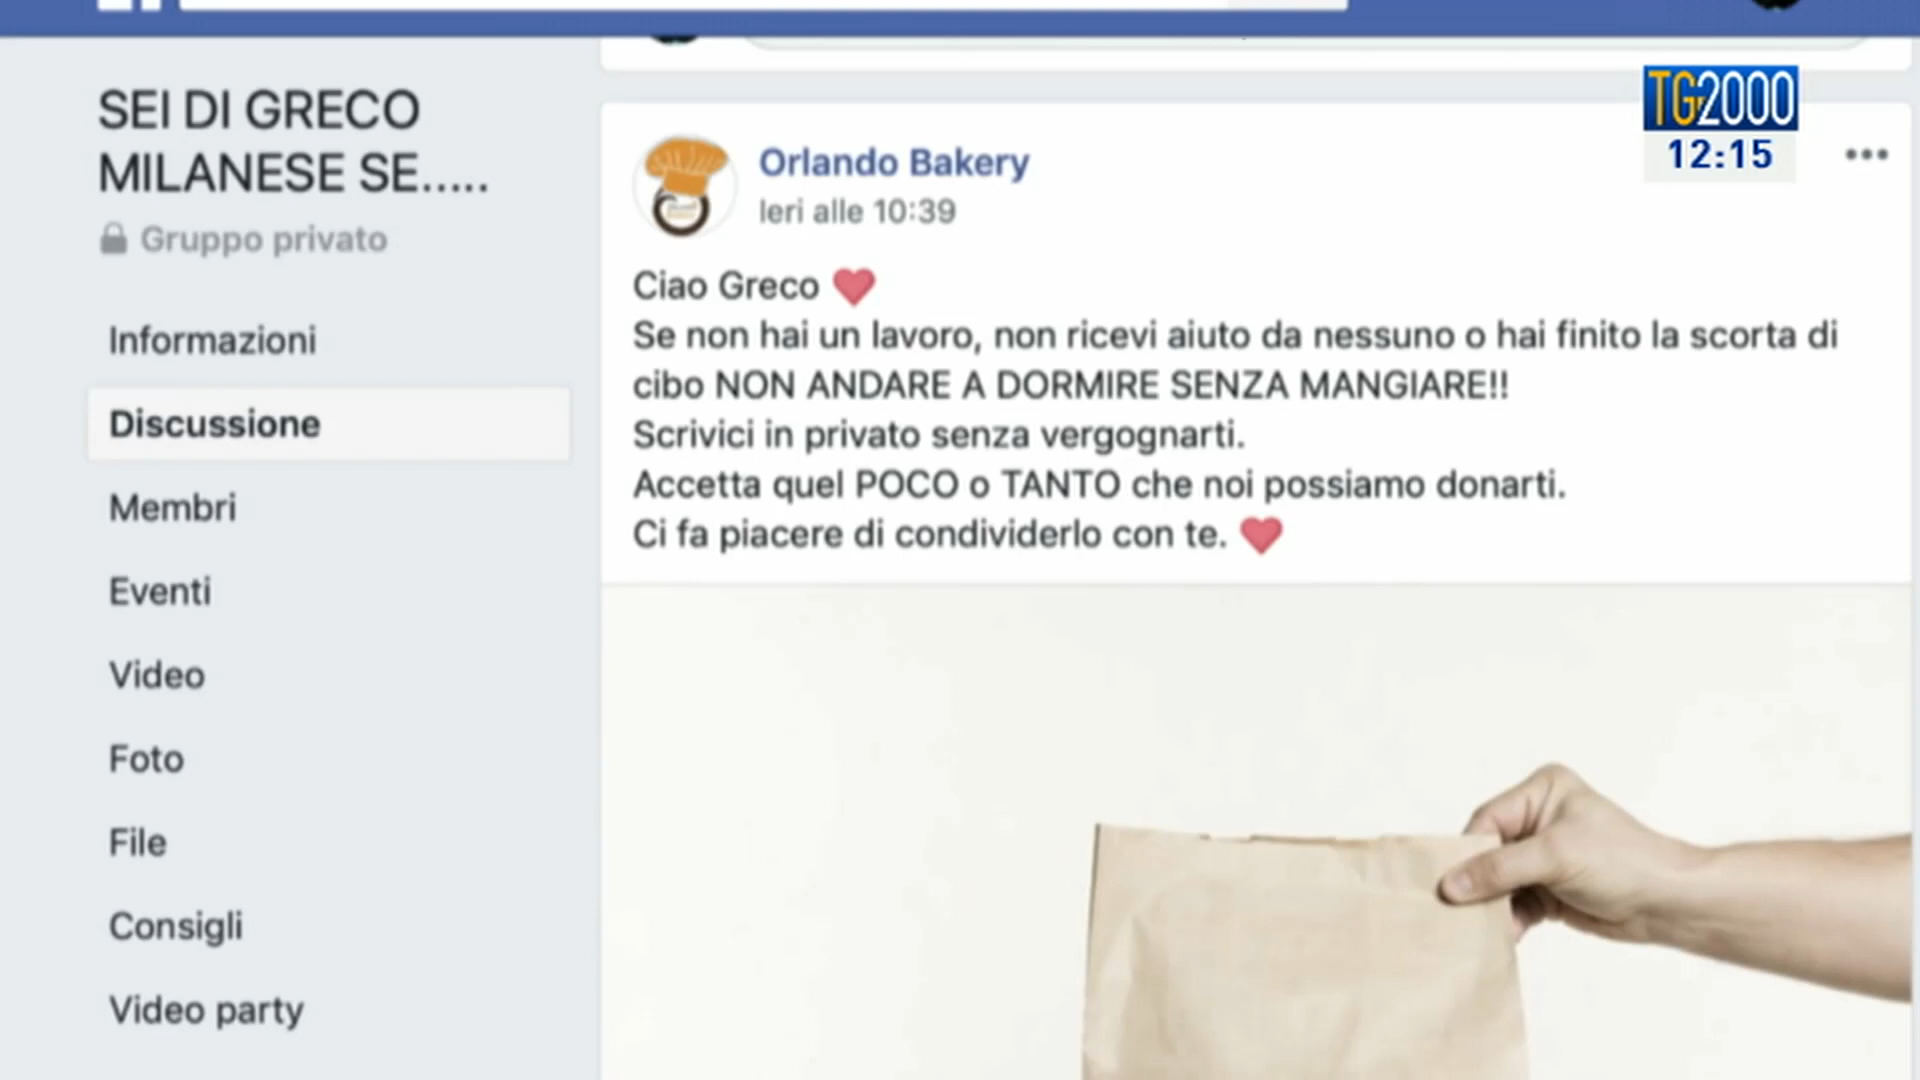 TG2000
12:15
SEI DI GRECO
MILANESE SE.....
Gruppo privato
Informazioni
Discussione
Membri
Eventi
Video
Foto
File
Consigli
Video party
Orlando Bakery
Ieri alle 10:39
Ciao Greco ❤
Se non hai un lavoro, non ricevi aiuto da nessuno o hai finito la scorta di
cibo NON ANDARE A DORMIRE SENZA MANGIARE!!
Scrivici in privato senza vergognarti.
Accetta quel POCO o TANTO che noi possiamo donarti.
Ci fa piacere di condividerlo con te. ❤